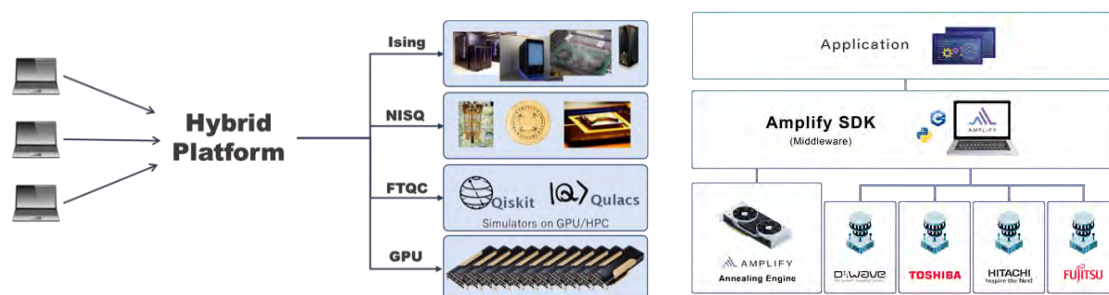 Hybrid
Platform
Ising
NISQ
FTQC
Qiskit
|Q⟩ Qulacs
Simulators on GPU/HPC
GPU
Application
Amplify SDK
(Middleware)
AMPLIFY
AMPLIFY
Annealing Engine
D:wave
TOSHIBA
HITACHI
Inspire the Next
FUJITSU